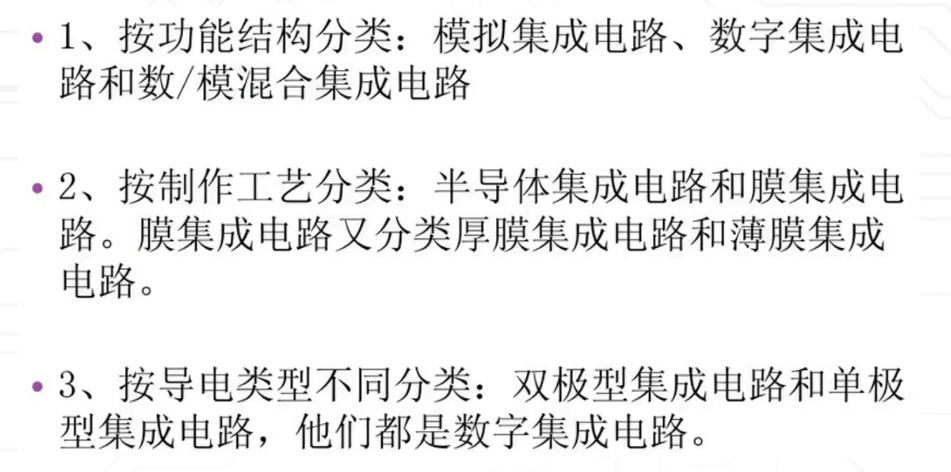 • 1、按功能结构分类：模拟集成电路、数字集成电
路和数/模混合集成电路
• 2、按制作工艺分类：半导体集成电路和膜集成电
路。膜集成电路又分类厚膜集成电路和薄膜集成
电路。
• 3、按导电类型不同分类：双极型集成电路和单极
型集成电路，他们都是数字集成电路。